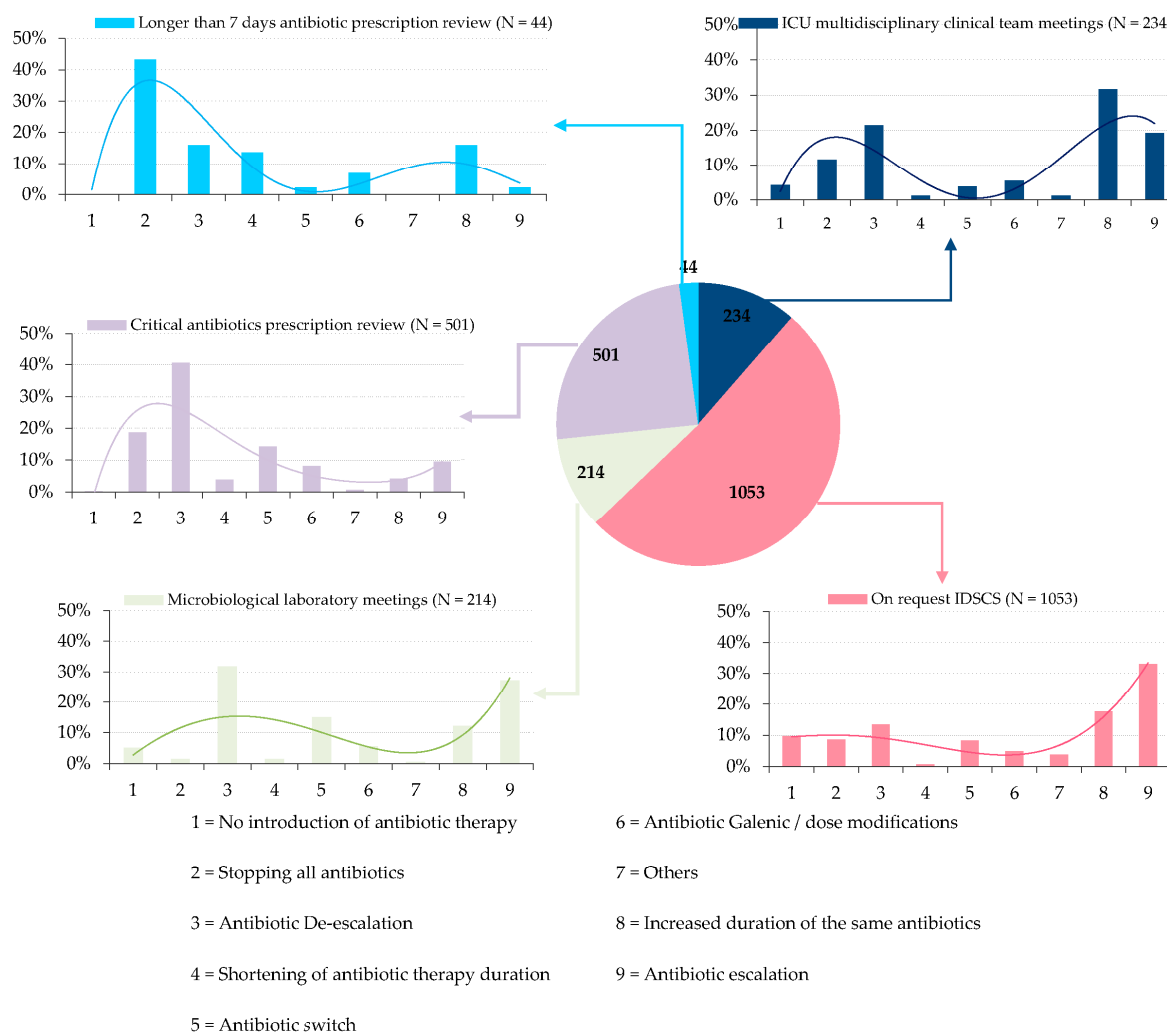 Longer than 7 days antibiotic prescription review (N = 44)
50%
40%
30%
20%
10%
0%
1 2 3 4 5 6 7 8 9
ICU multidisciplinary clinical team meetings (N = 234
50%
40%
30%
20%
10%
0%
1 2 3 4 5 6 7 8 9
Critical antibiotics prescription review (N = 501)
50%
40%
30%
20%
10%
0%
1 2 3 4 5 6 7 8 9
44
234
501
214
1053
Microbiological laboratory meetings (N = 214)
50%
40%
30%
20%
10%
0%
1 2 3 4 5 6 7 8 9
On request IDSCS (N = 1053)
50%
40%
30%
20%
10%
0%
1 2 3 4 5 6 7 8 9
1 = No introduction of antibiotic therapy
2 = Stopping all antibiotics
3 = Antibiotic De-escalation
4 = Shortening of antibiotic therapy duration
5 = Antibiotic switch
6 = Antibiotic Galenic / dose modifications
7 = Others
8 = Increased duration of the same antibiotics
9 = Antibiotic escalation